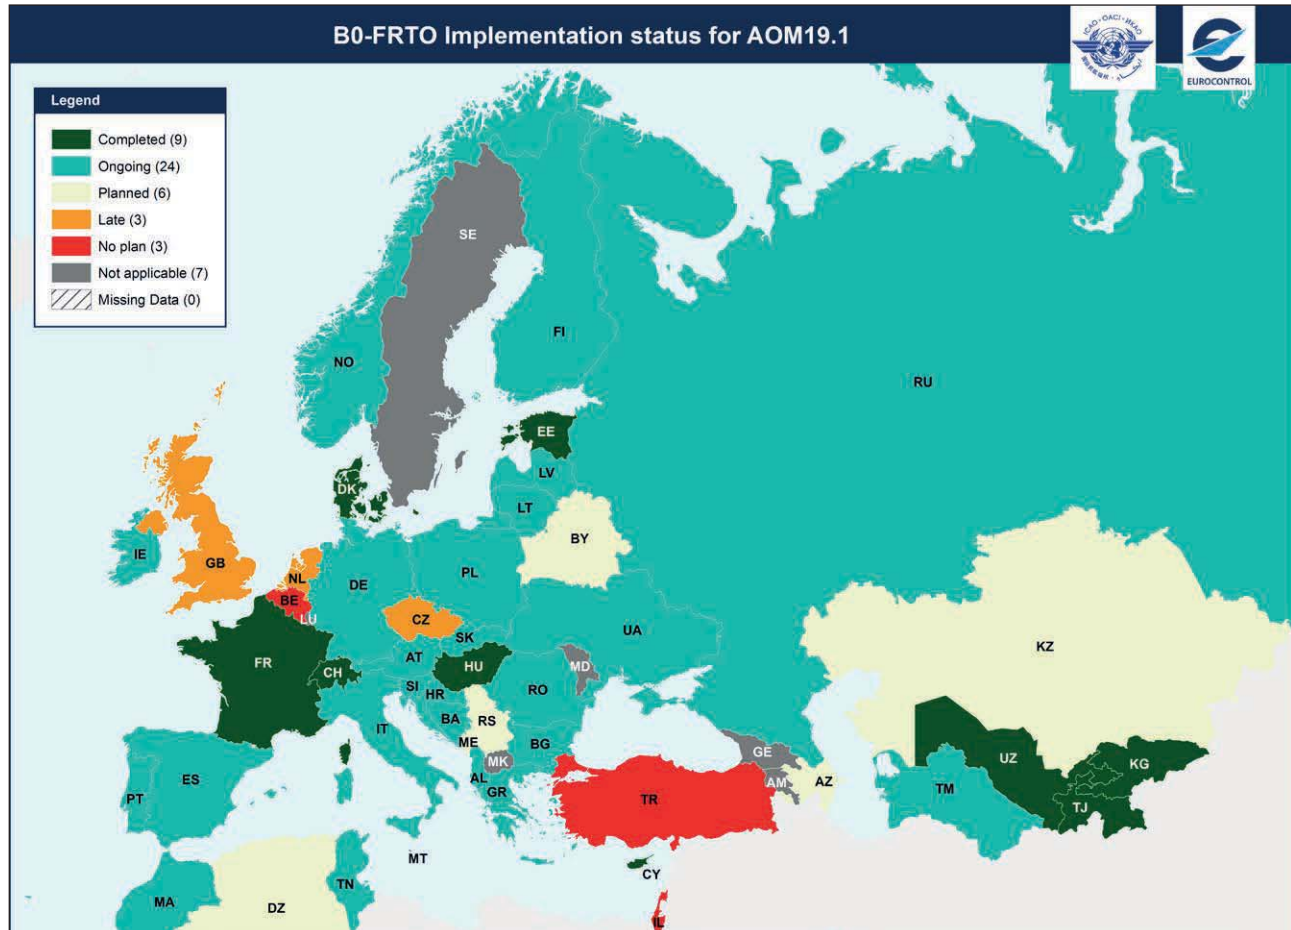 B0-FRTO Implementation status for AOM19.1
ICAO · OACI · ИКАО
EUROCONTROL
Legend
Completed (9)
Ongoing (24)
Planned (6)
Late (3)
No plan (3)
Not applicable (7)
Missing Data (0)
SE
NO
FI
RU
EE
LV
DK
LT
BY
IE
GB
NL
DE
PL
BE
LU
CZ
SK
UA
KZ
FR
CH
AT
HU
MD
SI
HR
RO
BA
RS
IT
ME
BG
MK
GE
UZ
KG
ES
PT
AL
GR
TR
AM
AZ
TM
TJ
MT
CY
MA
TN
DZ
IL